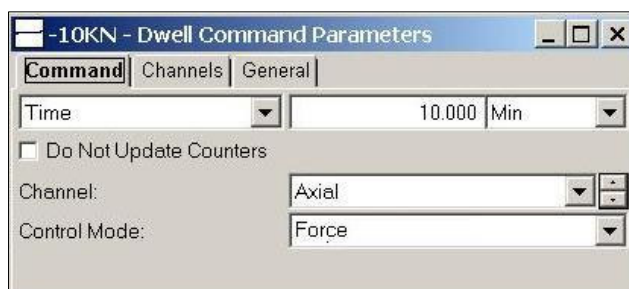 -10KN - Dwell Command Parameters
Command Channels General
Time 10.000 Min
Do Not Update Counters
Channel: Axial
Control Mode: Force